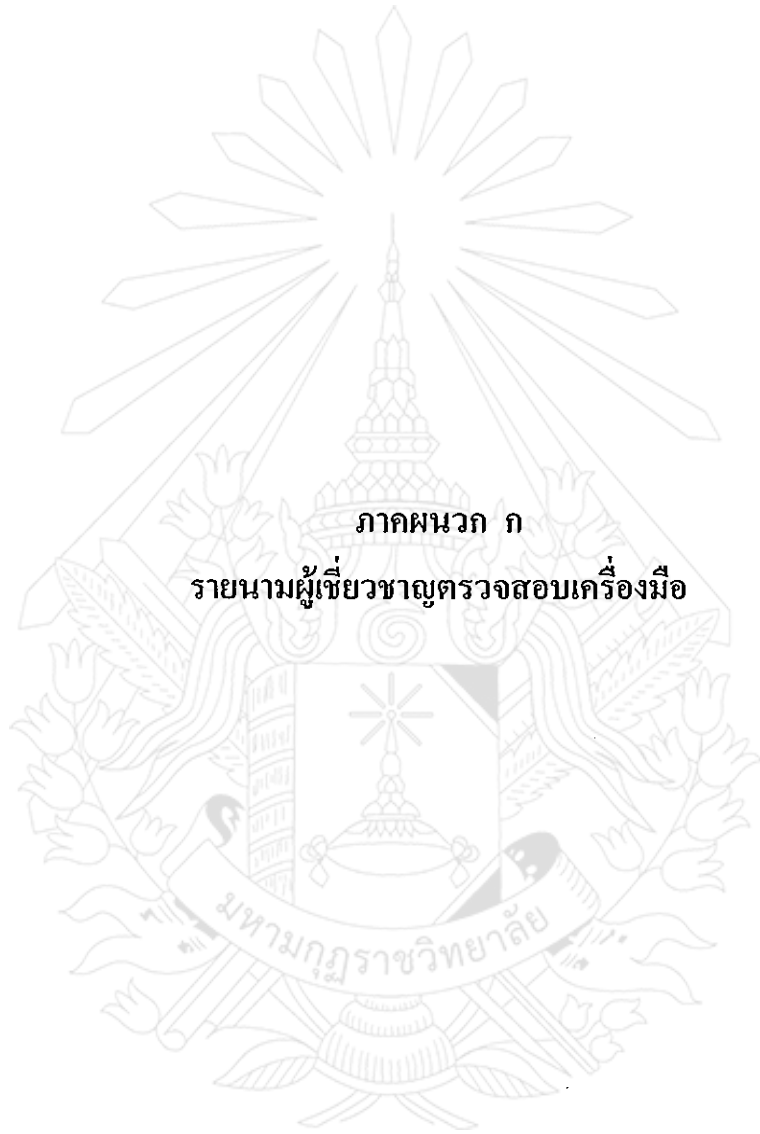 ภาคผนวก ก
รายนามผู้เชี่ยวชาญตรวจสอบเครื่องมือ
มหามกุฏราชวิทยาลัย